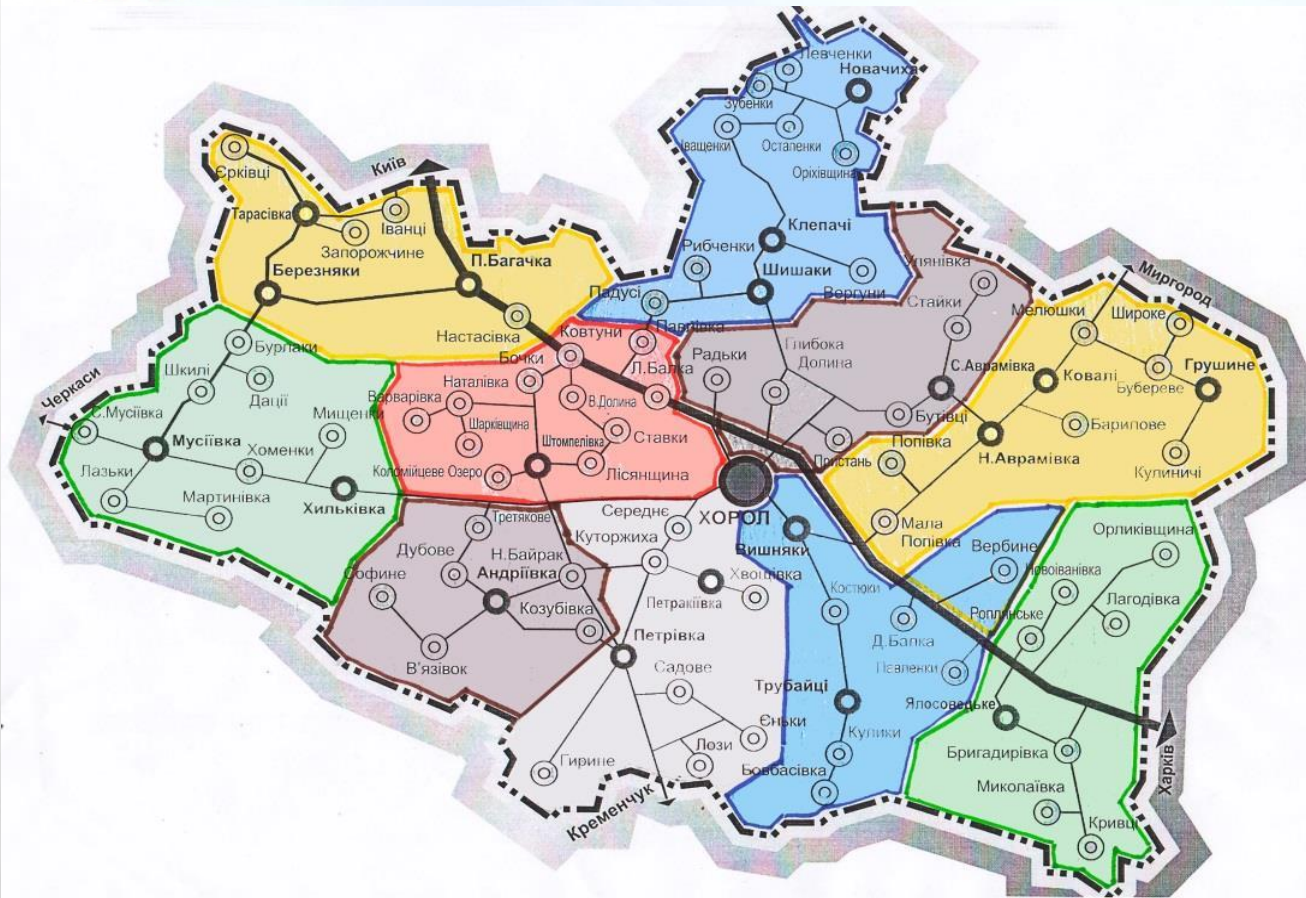 Левченки
Новачиха
Зубенки
Іващенки
Остапенки
Оріхівщина
Київ
Єрківці
Тарасівка
Іванці
Запорожчине
Березняки
П.Багачка
Клепачі
Рибченки
Шишаки
Вергуни
Падусі
Павлівка
Улянівка
Стайки
Миргород
Мелюшки
Широке
Ковалі
Грушине
Бубереве
Барилове
Кулиничі
С.Аврамівка
Н.Аврамівка
Бутівці
Попівка
Пристань
Мала
Попівка
Глибока
Долина
Радьки
Настасівка
Ковтуни
Бочки
Л.Балка
Наталівка
Варварівка
Шарківщина
В.Долина
Штомпелівка
Ставки
Лісянщина
Коломійцеве Озеро
Бурлаки
Шкилі
Дації
Черкаси
С.Мусіївка
Мусіївка
Мищенки
Хоменки
Лазьки
Мартинівка
Хильківка
ХОРОЛ
Середнє
Третякове
Куторжиха
Дубове
Н.Байрак
Андріївка
Софине
Козубівка
В'язівок
Хвощівка
Петракіївка
Петрівка
Садове
Єньки
Лози
Гирине
Кременчук
Вишняки
Костюки
Вербине
Д.Балка
Павленки
Трубайці
Кулики
Бовбасівка
Орликівщина
Новоіванівка
Лагодівка
Роплинське
Ялосовецьке
Бригадирівка
Миколаївка
Кривці
Харків